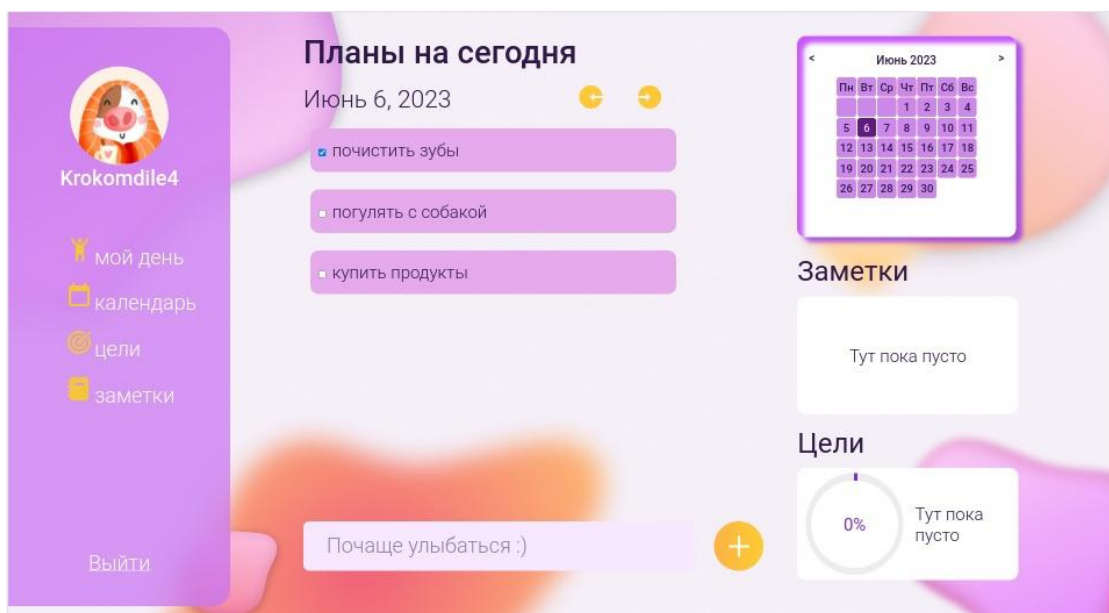 Krokomdile4
мой день
календарь
цели
заметки
Выйти
Планы на сегодня
Июнь 6, 2023
почистить зубы
погулять с собакой
купить продукты
Почаще улыбаться :)
< Июнь 2023 >
Пн Вт Ср Чт Пт Сб Вс
1 2 3 4
5 6 7 8 9 10 11
12 13 14 15 16 17 18
19 20 21 22 23 24 25
26 27 28 29 30
Заметки
Тут пока пусто
Цели
0%
Тут пока
пусто